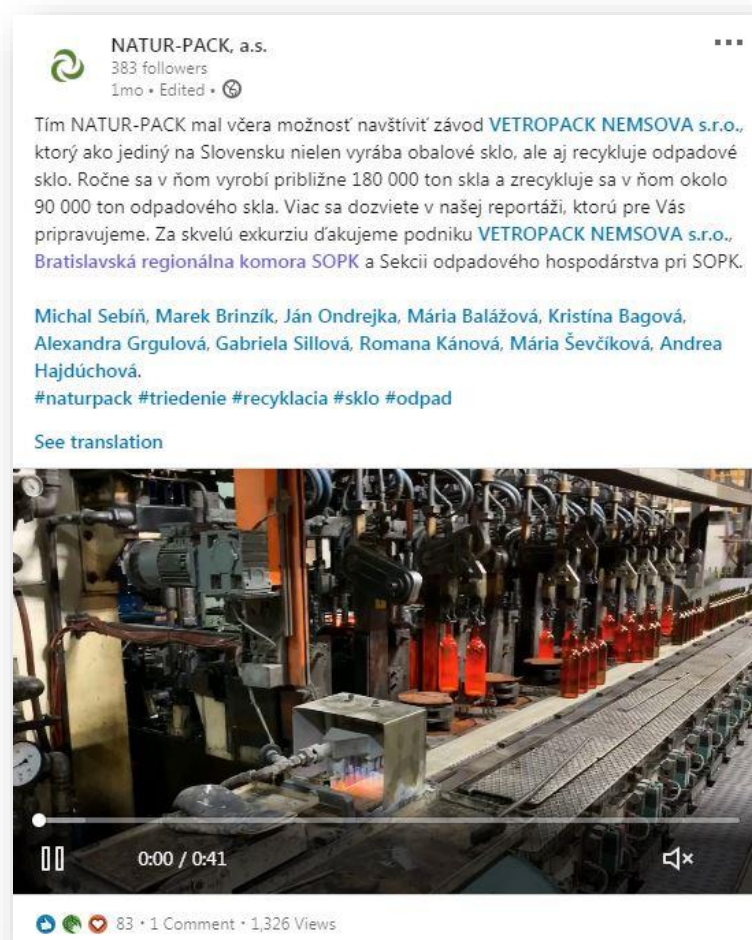 NATUR-PACK, a.s.
383 followers
1mo • Edited •
Tím NATUR-PACK mal včera možnosť navštíviť závod VETROPACK NEMSOVA s.r.o.,
ktorý ako jediný na Slovensku nielen vyrába obalové sklo, ale aj recykluje odpadové
sklo. Ročne sa v ňom vyrobí približne 180 000 ton skla a zrecykluje sa v ňom okolo
90 000 ton odpadového skla. Viac sa dozviete v našej reportáži, ktorú pre Vás
pripravujeme. Za skvelú exkurziu ďakujeme podniku VETROPACK NEMSOVA s.r.o.,
Bratislavská regionálna komora SOPK a Sekcii odpadového hospodárstva pri SOPK.
Michal Sebíň, Marek Brinzík, Ján Ondrejka, Mária Balážová, Kristína Bagová,
Alexandra Grgulová, Gabriela Sillová, Romana Kánová, Mária Ševčíková, Andrea
Hajdúchová.
#naturpack #triedenie #recyklacia #sklo #odpad
See translation
0:00 / 0:41
83 • 1 Comment • 1,326 Views